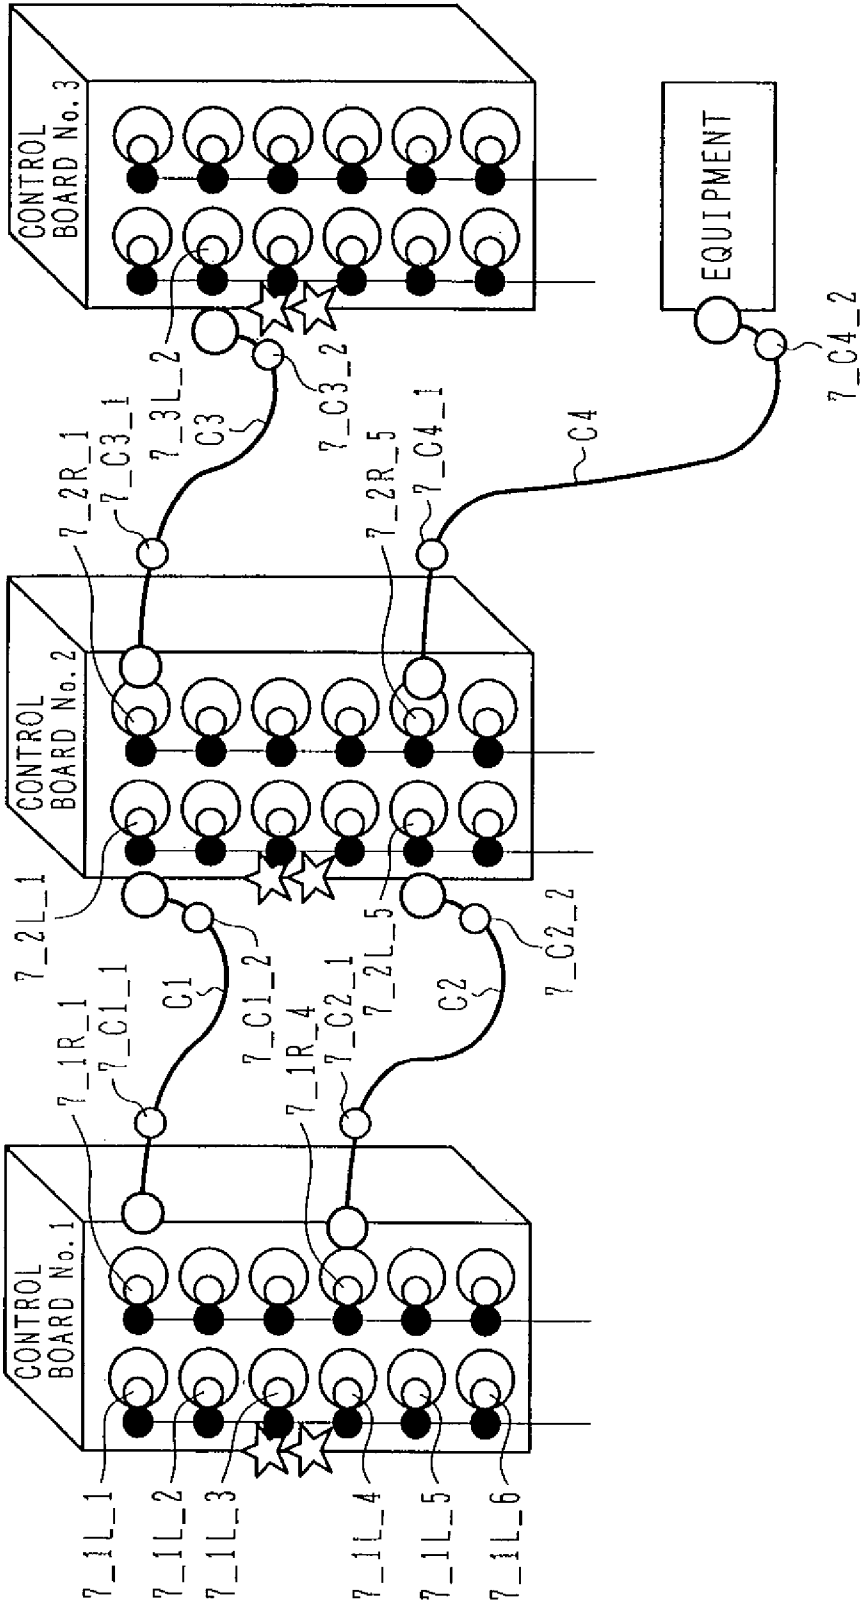 CONTROL
BOARD No.1
CONTROL
BOARD No.2
CONTROL
BOARD No.3
7_1R_1
7_C1_1
7_2L_1
7_2R_1
7_C3_1
7_3L_2
C1
C3
7_1L_1
7_1L_2
7_1L_3
7_C1_2
7_C3_2
7_1R_4
7_C2_1
7_2L_5
7_2R_5
7_C4_1
C2
7_1L_4
7_1L_5
7_1L_6
7_C2_2
C4
EQUIPMENT
7_C4_2